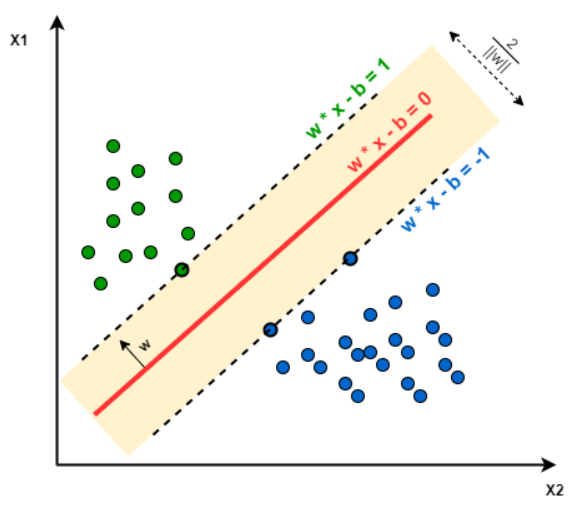 X1
2
||w||
w * x - b = 1
w * x - b = 0
w * x - b = -1
w
X2